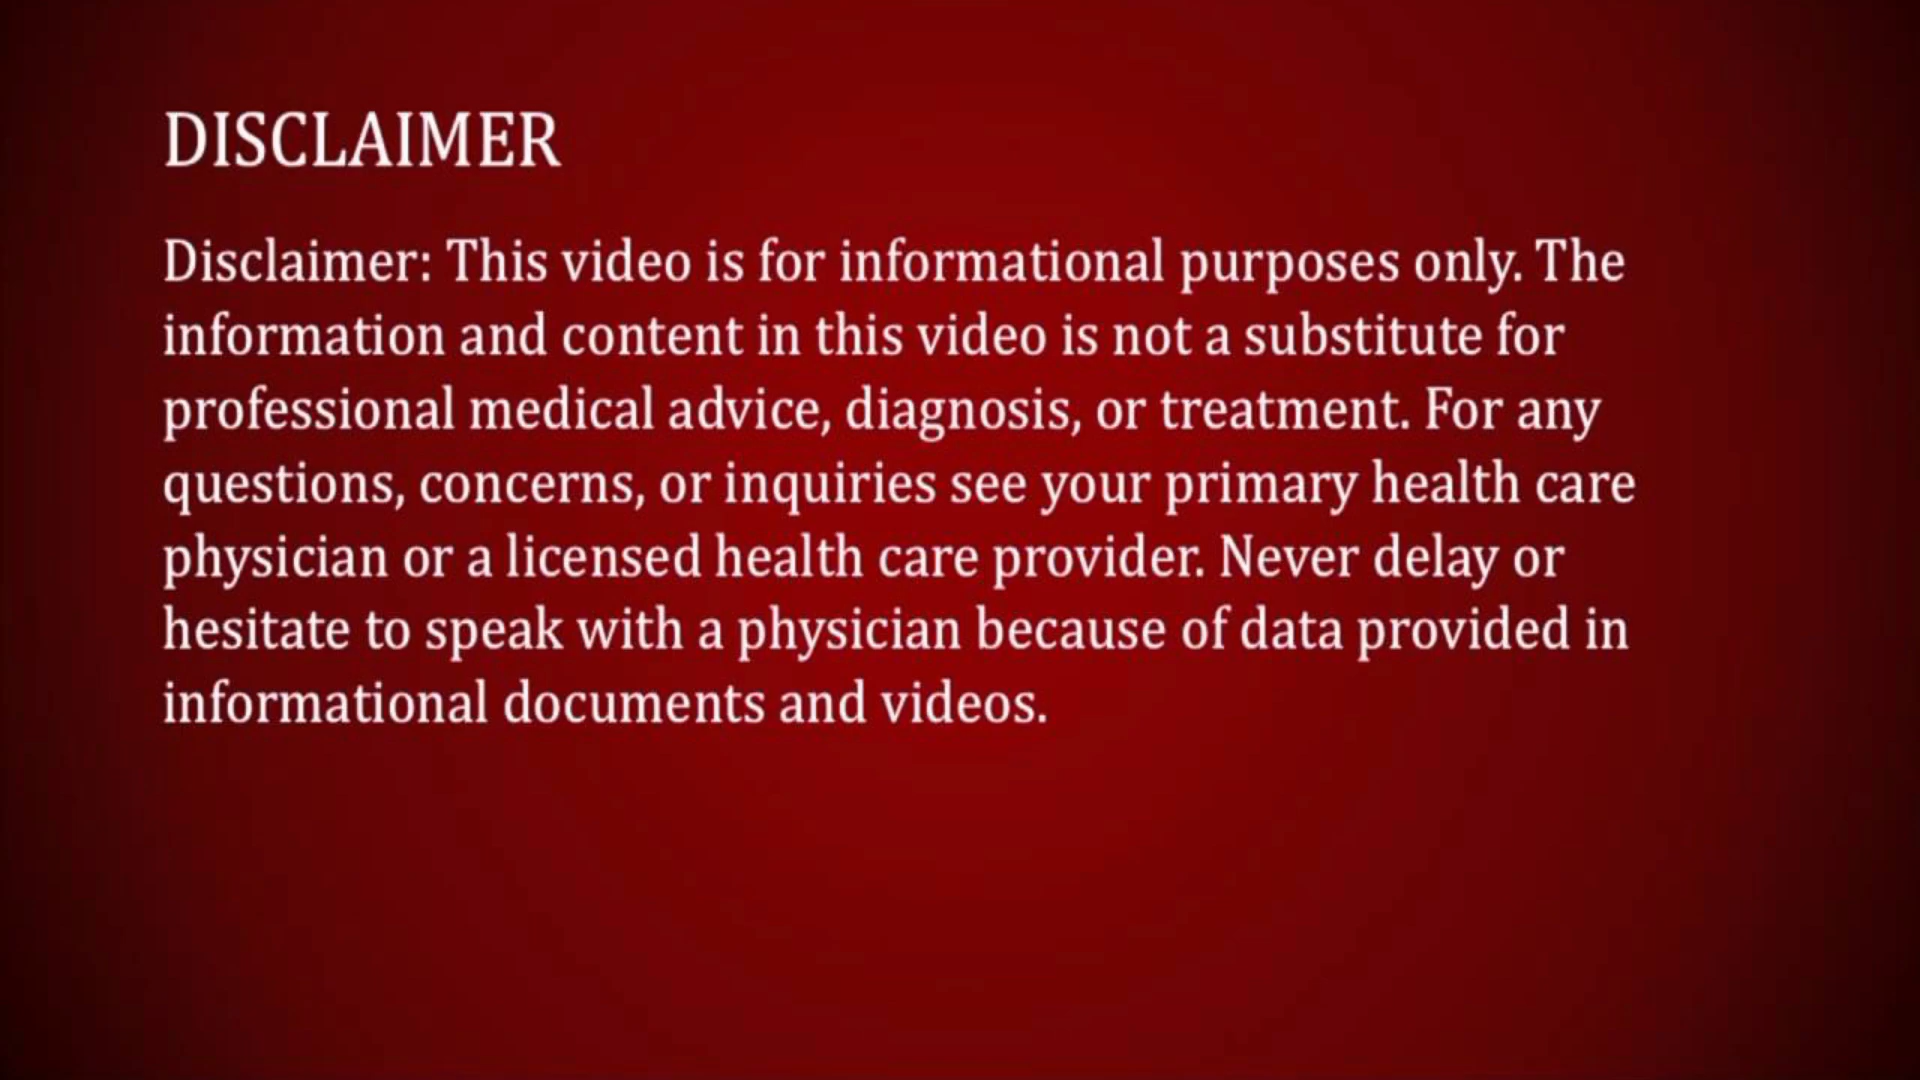 DISCLAIMER
Disclaimer: This video is for informational purposes only. The
information and content in this video is not a substitute for
professional medical advice, diagnosis, or treatment. For any
questions, concerns, or inquiries see your primary health care
physician or a licensed health care provider. Never delay or
hesitate to speak with a physician because of data provided in
informational documents and videos.